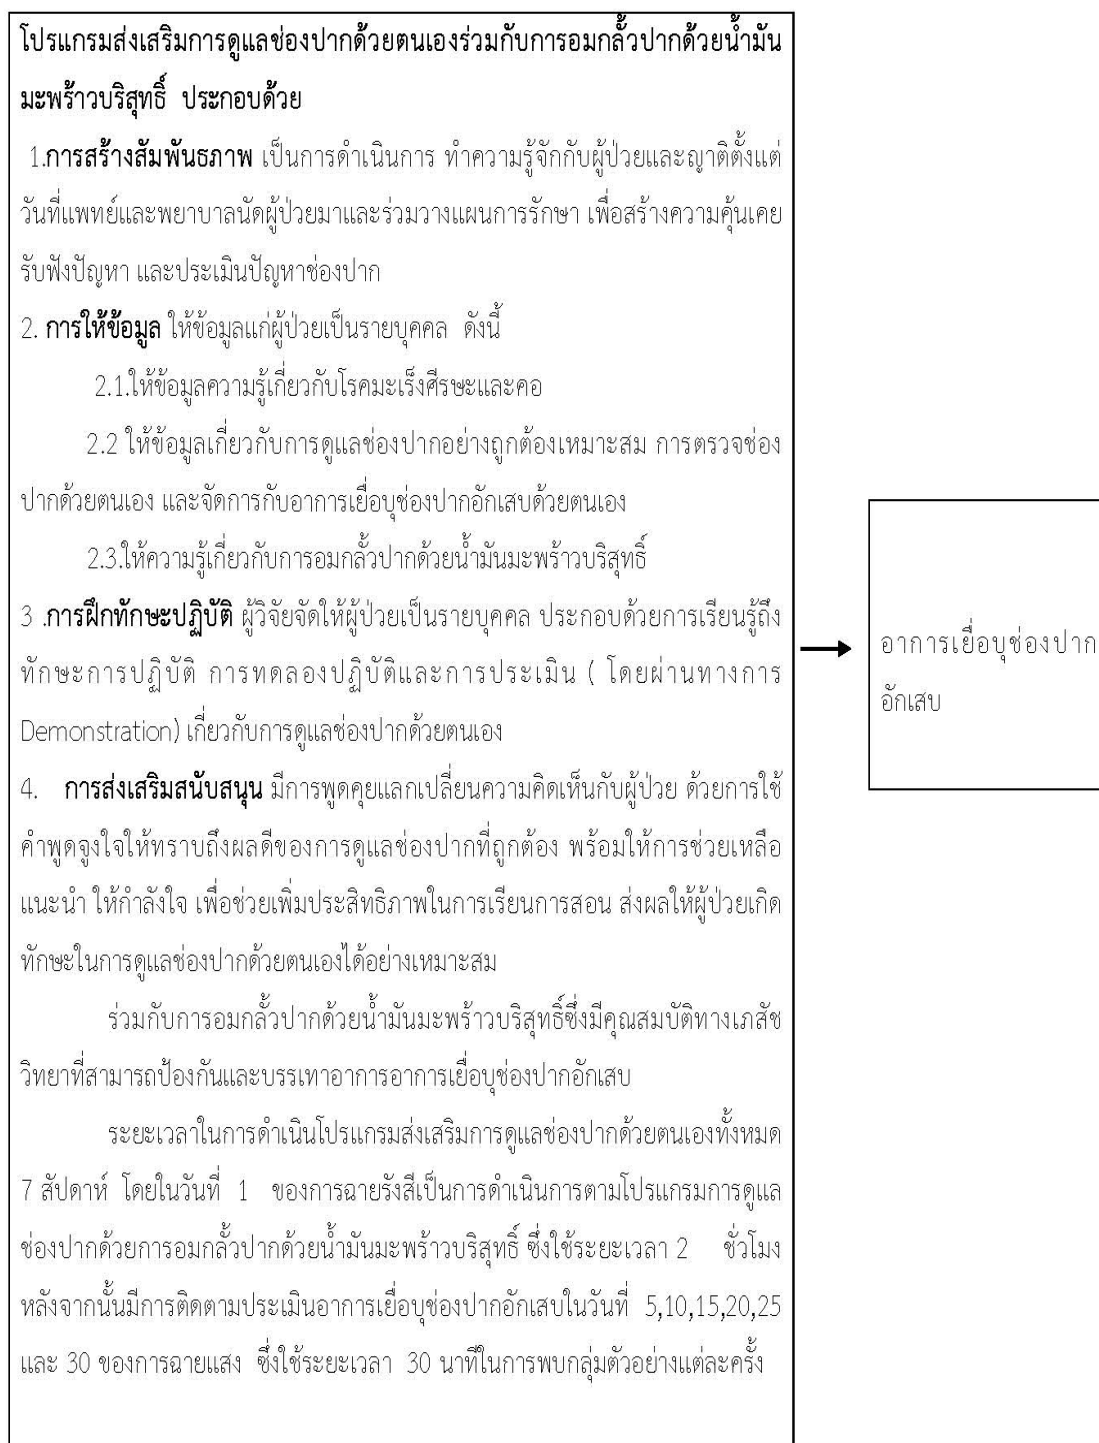 โปรแกรมส่งเสริมการดูแลช่องปากด้วยตนเองร่วมกับการอมกลั้วปากด้วยน้ำมัน
มะพร้าวบริสุทธิ์ ประกอบด้วย
1.การสร้างสัมพันธภาพ เป็นการดำเนินการ ทำความรู้จักกับผู้ป่วยและญาติตั้งแต่
วันที่แพทย์และพยาบาลนัดผู้ป่วยมาและร่วมวางแผนการรักษา เพื่อสร้างความคุ้นเคย
รับฟังปัญหา และประเมินปัญหาช่องปาก
2. การให้ข้อมูล ให้ข้อมูลแก่ผู้ป่วยเป็นรายบุคคล ดังนี้
2.1.ให้ข้อมูลความรู้เกี่ยวกับโรคมะเร็งศีรษะและคอ
2.2 ให้ข้อมูลเกี่ยวกับการดูแลช่องปากอย่างถูกต้องเหมาะสม การตรวจช่อง
ปากด้วยตนเอง และจัดการกับอาการเยื่อบุช่องปากอักเสบด้วยตนเอง
2.3.ให้ความรู้เกี่ยวกับการอมกลั้วปากด้วยน้ำมันมะพร้าวบริสุทธิ์
3 .การฝึกทักษะปฏิบัติ ผู้วิจัยจัดให้ผู้ป่วยเป็นรายบุคคล ประกอบด้วยการเรียนรู้ถึง
ทักษะการปฏิบัติ การทดลองปฏิบัติและการประเมิน ( โดยผ่านทางการ
Demonstration) เกี่ยวกับการดูแลช่องปากด้วยตนเอง
4. การส่งเสริมสนับสนุน มีการพูดคุยแลกเปลี่ยนความคิดเห็นกับผู้ป่วย ด้วยการใช้
คำพูดจูงใจให้ทราบถึงผลดีของการดูแลช่องปากที่ถูกต้อง พร้อมให้การช่วยเหลือ
แนะนำ ให้กำลังใจ เพื่อช่วยเพิ่มประสิทธิภาพในการเรียนการสอน ส่งผลให้ผู้ป่วยเกิด
ทักษะในการดูแลช่องปากด้วยตนเองได้อย่างเหมาะสม
ร่วมกับการอมกลั้วปากด้วยน้ำมันมะพร้าวบริสุทธิ์ซึ่งมีคุณสมบัติทางเภสัช
วิทยาที่สามารถป้องกันและบรรเทาอาการอาการเยื่อบุช่องปากอักเสบ
ระยะเวลาในการดำเนินโปรแกรมส่งเสริมการดูแลช่องปากด้วยตนเองทั้งหมด
7 สัปดาห์ โดยในวันที่ 1 ของการฉายรังสีเป็นการดำเนินการตามโปรแกรมการดูแล
ช่องปากด้วยการอมกลั้วปากด้วยน้ำมันมะพร้าวบริสุทธิ์ ซึ่งใช้ระยะเวลา 2 ชั่วโมง
หลังจากนั้นมีการติดตามประเมินอาการเยื่อบุช่องปากอักเสบในวันที่ 5,10,15,20,25
และ 30 ของการฉายแสง ซึ่งใช้ระยะเวลา 30 นาทีในการพบกลุ่มตัวอย่างแต่ละครั้ง
อาการเยื่อบุช่องปาก
อักเสบ